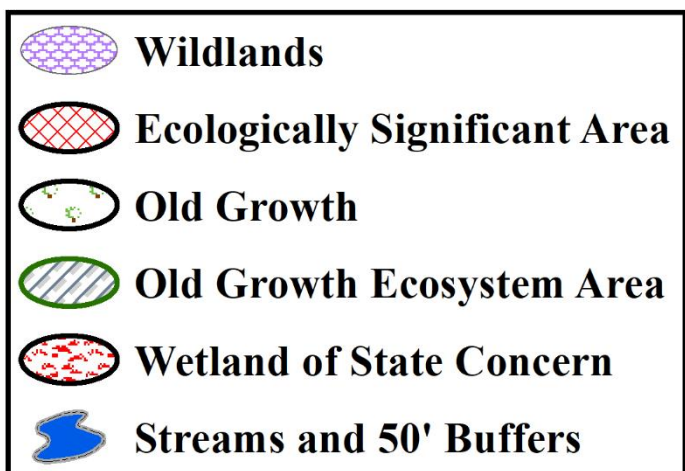 Wildlands
Ecologically Significant Area
Old Growth
Old Growth Ecosystem Area
Wetland of State Concern
Streams and 50' Buffers